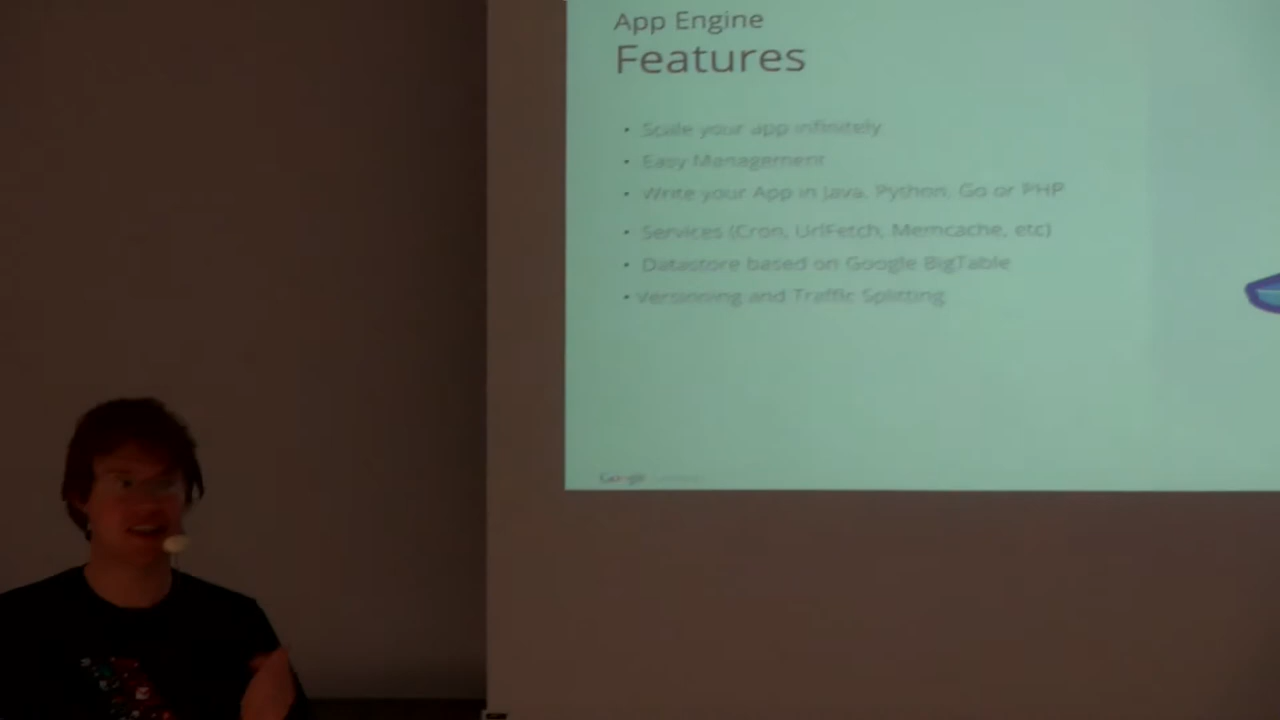 App Engine
Features
• Scale your app infinitely
• Easy Management
• Write your App in Java, Python, Go or PHP
• Services (Cron, UrlFetch, Memcache, etc)
• Datastore based on Google BigTable
• Versioning and Traffic Splitting
Google